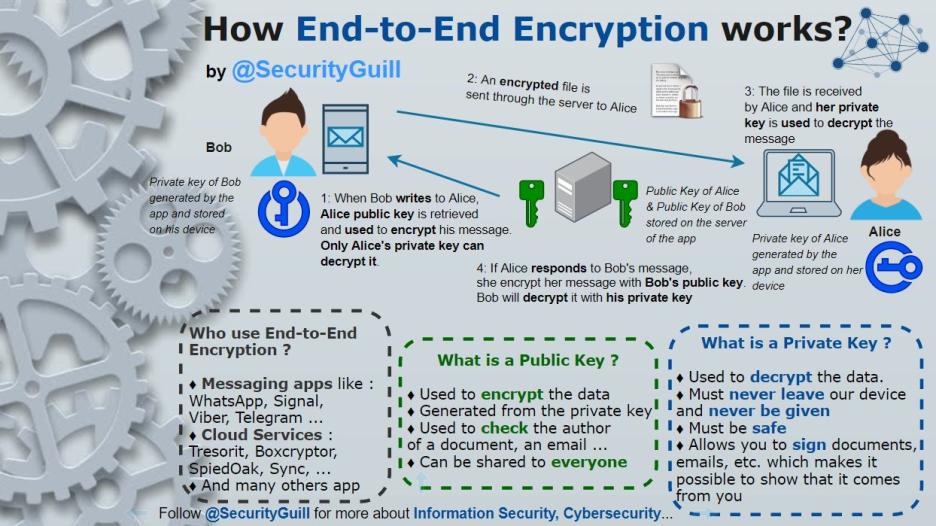 How End-to-End Encryption works?
by @SecurityGuill
Bob
Private key of Bob
generated by the
app and stored
on his device
1: When Bob writes to Alice,
Alice public key is retrieved
and used to encrypt his message.
Only Alice's private key can
decrypt it.
2: An encrypted file is
sent through the server to Alice
Public Key of Alice
& Public Key of Bob
stored on the server
of the app
3: The file is received
by Alice and her private
key is used to decrypt the
message
Alice
Private key of Alice
generated by the
app and stored on her
device
4: If Alice responds to Bob's message,
she encrypt her message with Bob's public key.
Bob will decrypt it with his private key
Who use End-to-End
Encryption ?
♦ Messaging apps like :
WhatsApp, Signal,
Viber, Telegram ...
♦ Cloud Services :
Tresorit, Boxcryptor,
SpiedOak, Sync, ...
♦ And many others app
What is a Public Key ?
♦ Used to encrypt the data
♦ Generated from the private key
♦ Used to check the author
of a document, an email ...
♦ Can be shared to everyone
What is a Private Key ?
♦ Used to decrypt the data.
♦ Must never leave our device
and never be given
♦ Must be safe
♦ Allows you to sign documents,
emails, etc. which makes it
possible to show that it comes
from you
Follow @SecurityGuill for more about Information Security, Cybersecurity...